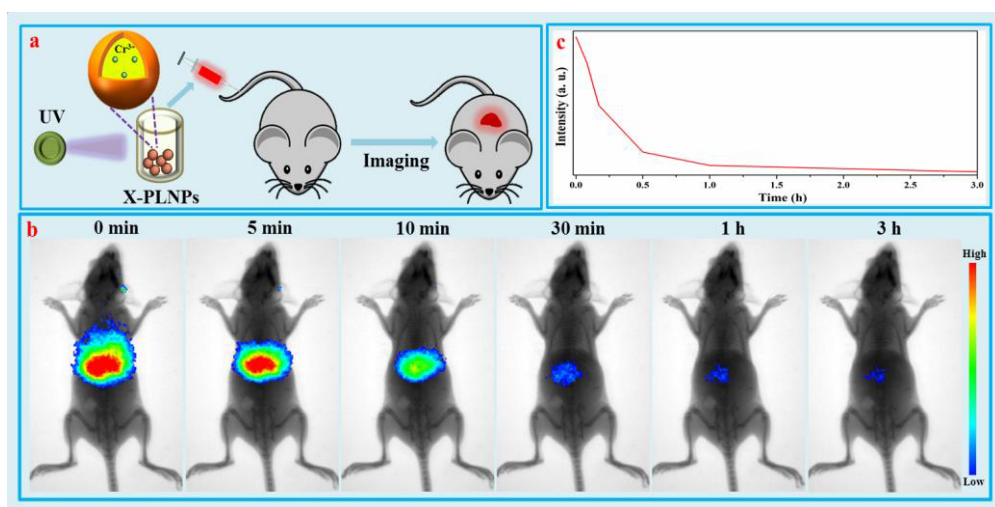 a
Cr³⁺
UV
X-PLNPs
Imaging
c
Intensity (a. u.)
0.0 0.5 1.0 1.5 2.0 2.5 3.0
Time (h)
b
0 min 5 min 10 min 30 min 1 h 3 h
High
Low